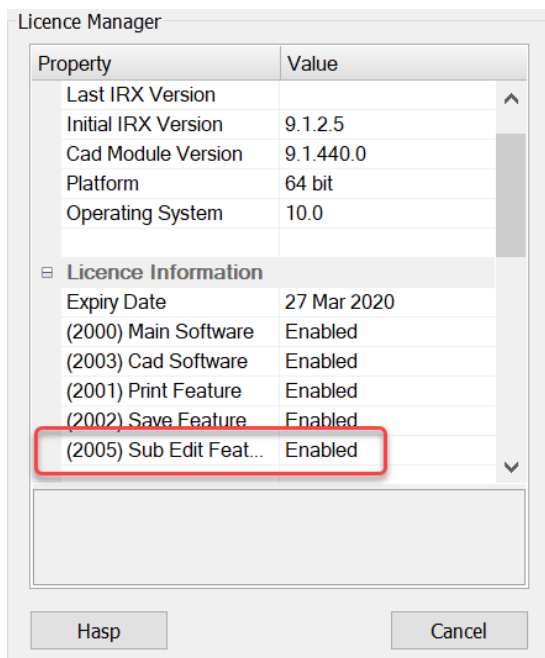 Licence Manager
Property Value
Last IRX Version
Initial IRX Version 9.1.2.5
Cad Module Version 9.1.440.0
Platform 64 bit
Operating System 10.0
Licence Information
Expiry Date 27 Mar 2020
(2000) Main Software Enabled
(2003) Cad Software Enabled
(2001) Print Feature Enabled
(2002) Save Feature Enabled
(2005) Sub Edit Feat... Enabled
Hasp Cancel